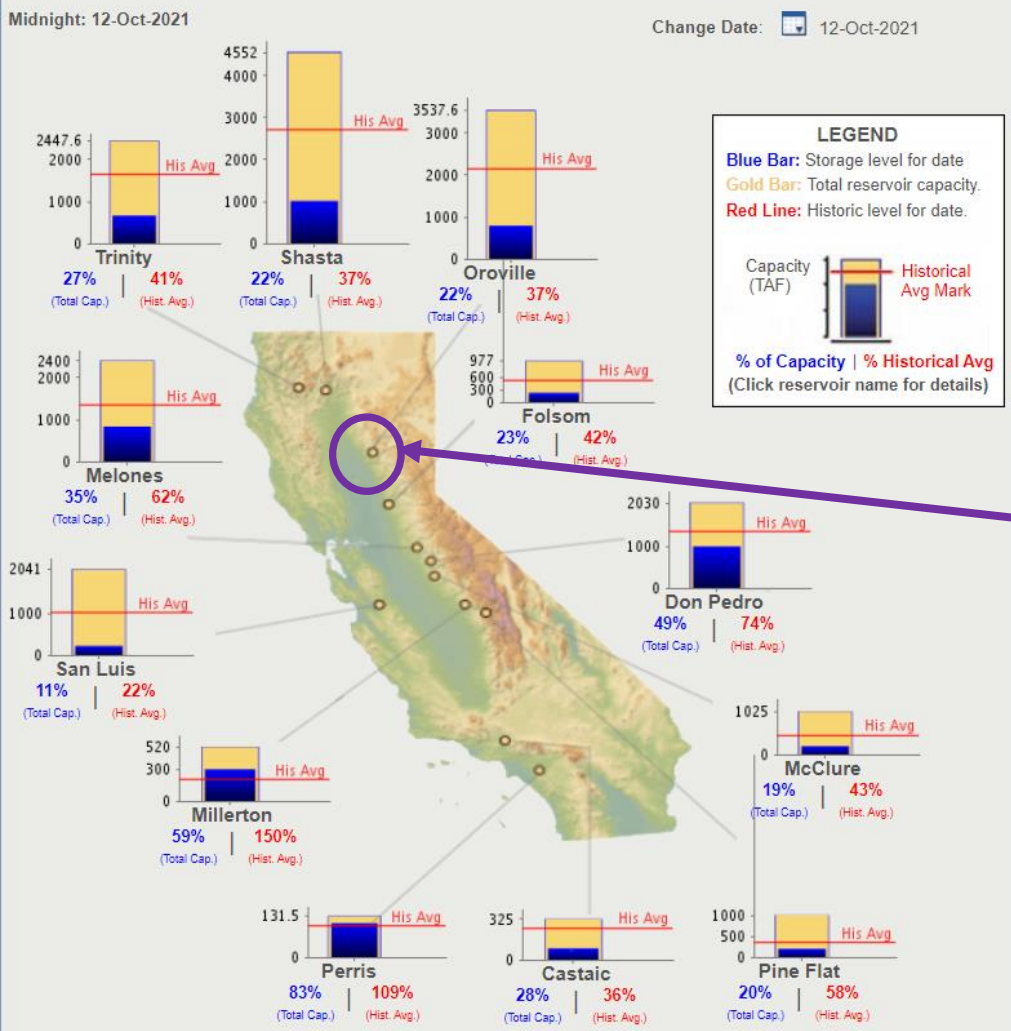 Midnight: 12-Oct-2021
Change Date: 12-Oct-2021
4552
4000
3000
2000
1000
0
His Avg
Shasta
22% | 37%
(Total Cap.) (Hist. Avg.)
3537.6
3000
2000
1000
0
His Avg
Oroville
22% | 37%
(Total Cap.) (Hist. Avg.)
2447.6
2000
1000
0
His Avg
Trinity
27% | 41%
(Total Cap.) (Hist. Avg.)
LEGEND
Blue Bar: Storage level for date
Gold Bar: Total reservoir capacity.
Red Line: Historic level for date.
Capacity
(TAF)
Historical
Avg Mark
% of Capacity | % Historical Avg
(Click reservoir name for details)
2400
2000
1000
0
His Avg
Melones
35% | 62%
(Total Cap.) (Hist. Avg.)
977
600
300
0
His Avg
Folsom
23% | 42%
(Total Cap.) (Hist. Avg.)
2030
1000
0
His Avg
Don Pedro
49% | 74%
(Total Cap.) (Hist. Avg.)
2041
1000
0
His Avg
San Luis
11% | 22%
(Total Cap.) (Hist. Avg.)
1025
0
His Avg
McClure
19% | 43%
(Total Cap.) (Hist. Avg.)
520
300
0
His Avg
Millerton
59% | 150%
(Total Cap.) (Hist. Avg.)
131.5
0
His Avg
Perris
83% | 109%
(Total Cap.) (Hist. Avg.)
325
0
His Avg
Castaic
28% | 36%
(Total Cap.) (Hist. Avg.)
1000
500
0
His Avg
Pine Flat
20% | 58%
(Total Cap.) (Hist. Avg.)